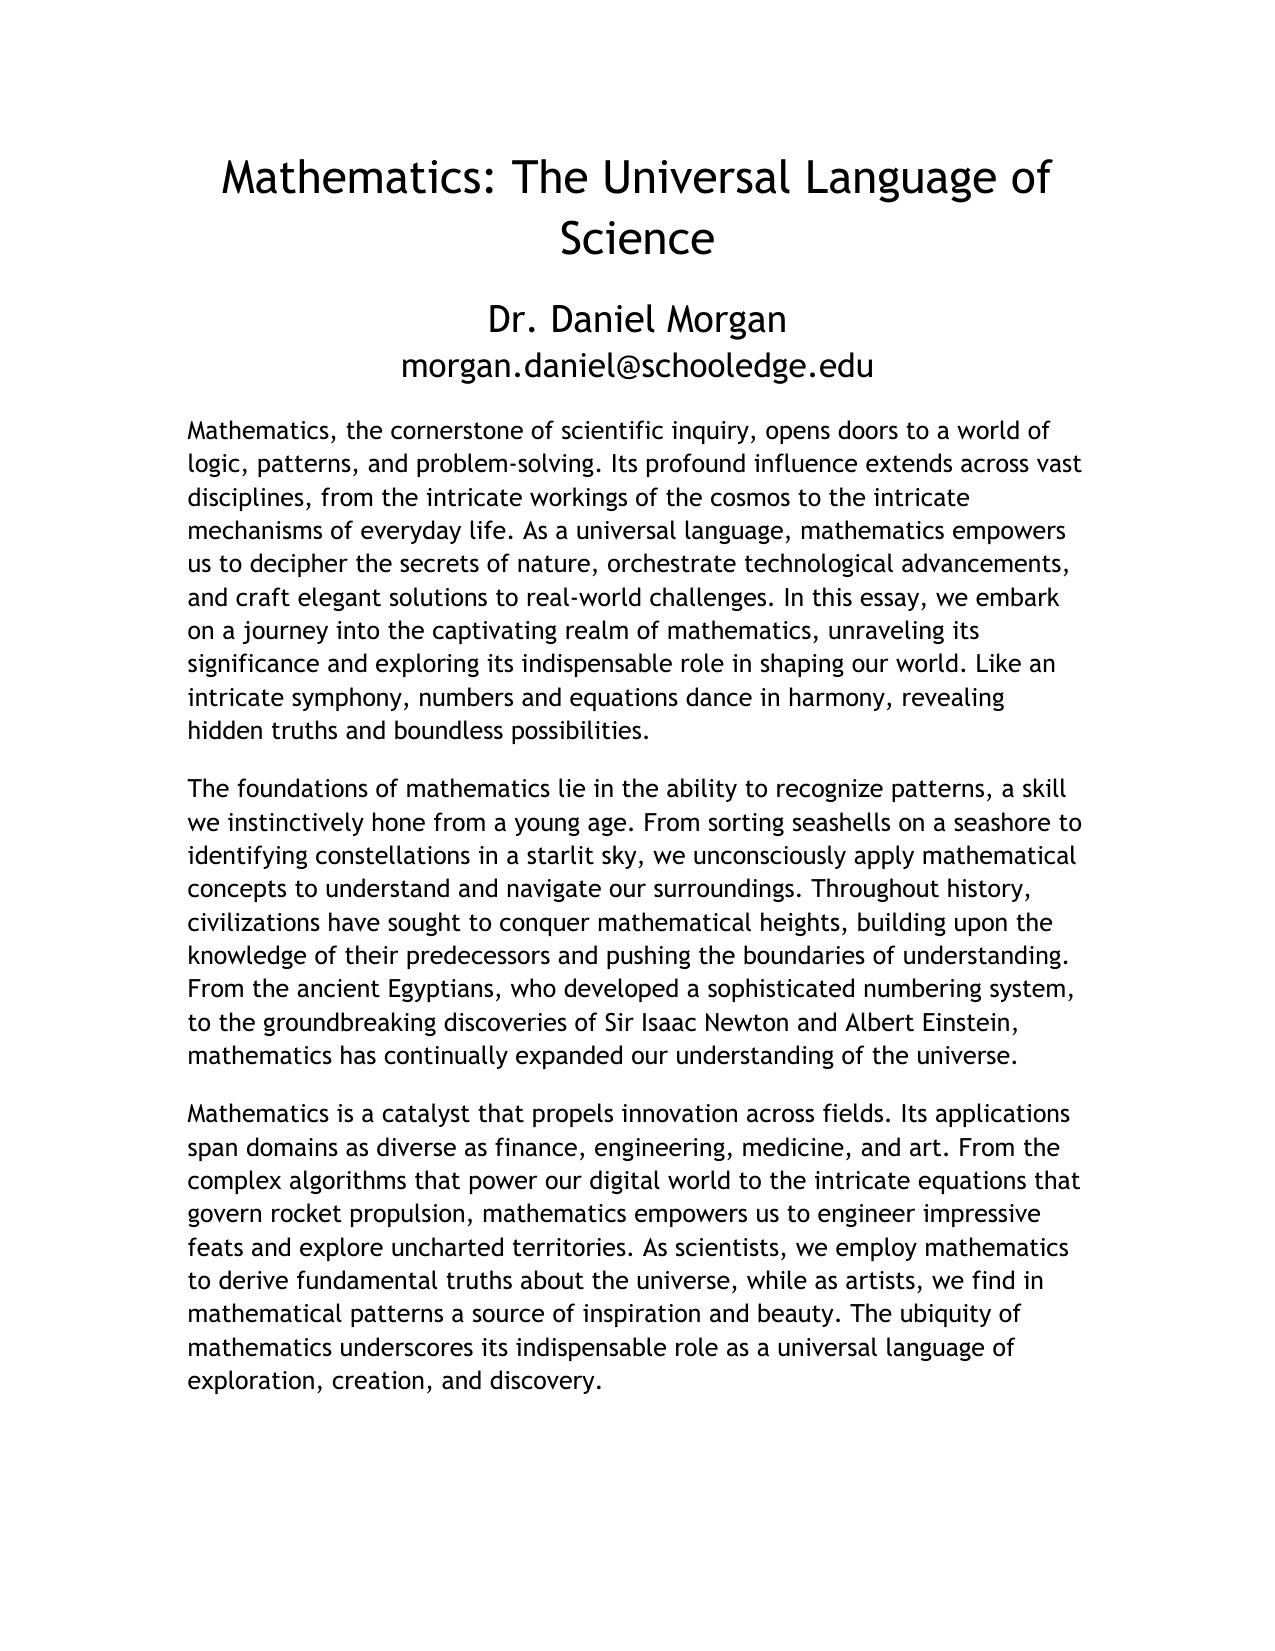 Mathematics: The Universal Language of
Science
Dr. Daniel Morgan
morgan.daniel@schooledge.edu
Mathematics, the cornerstone of scientific inquiry, opens doors to a world of
logic, patterns, and problem-solving. Its profound influence extends across vast
disciplines, from the intricate workings of the cosmos to the intricate
mechanisms of everyday life. As a universal language, mathematics empowers
us to decipher the secrets of nature, orchestrate technological advancements,
and craft elegant solutions to real-world challenges. In this essay, we embark
on a journey into the captivating realm of mathematics, unraveling its
significance and exploring its indispensable role in shaping our world. Like an
intricate symphony, numbers and equations dance in harmony, revealing
hidden truths and boundless possibilities.
The foundations of mathematics lie in the ability to recognize patterns, a skill
we instinctively hone from a young age. From sorting seashells on a seashore to
identifying constellations in a starlit sky, we unconsciously apply mathematical
concepts to understand and navigate our surroundings. Throughout history,
civilizations have sought to conquer mathematical heights, building upon the
knowledge of their predecessors and pushing the boundaries of understanding.
From the ancient Egyptians, who developed a sophisticated numbering system,
to the groundbreaking discoveries of Sir Isaac Newton and Albert Einstein,
mathematics has continually expanded our understanding of the universe.
Mathematics is a catalyst that propels innovation across fields. Its applications
span domains as diverse as finance, engineering, medicine, and art. From the
complex algorithms that power our digital world to the intricate equations that
govern rocket propulsion, mathematics empowers us to engineer impressive
feats and explore uncharted territories. As scientists, we employ mathematics
to derive fundamental truths about the universe, while as artists, we find in
mathematical patterns a source of inspiration and beauty. The ubiquity of
mathematics underscores its indispensable role as a universal language of
exploration, creation, and discovery.